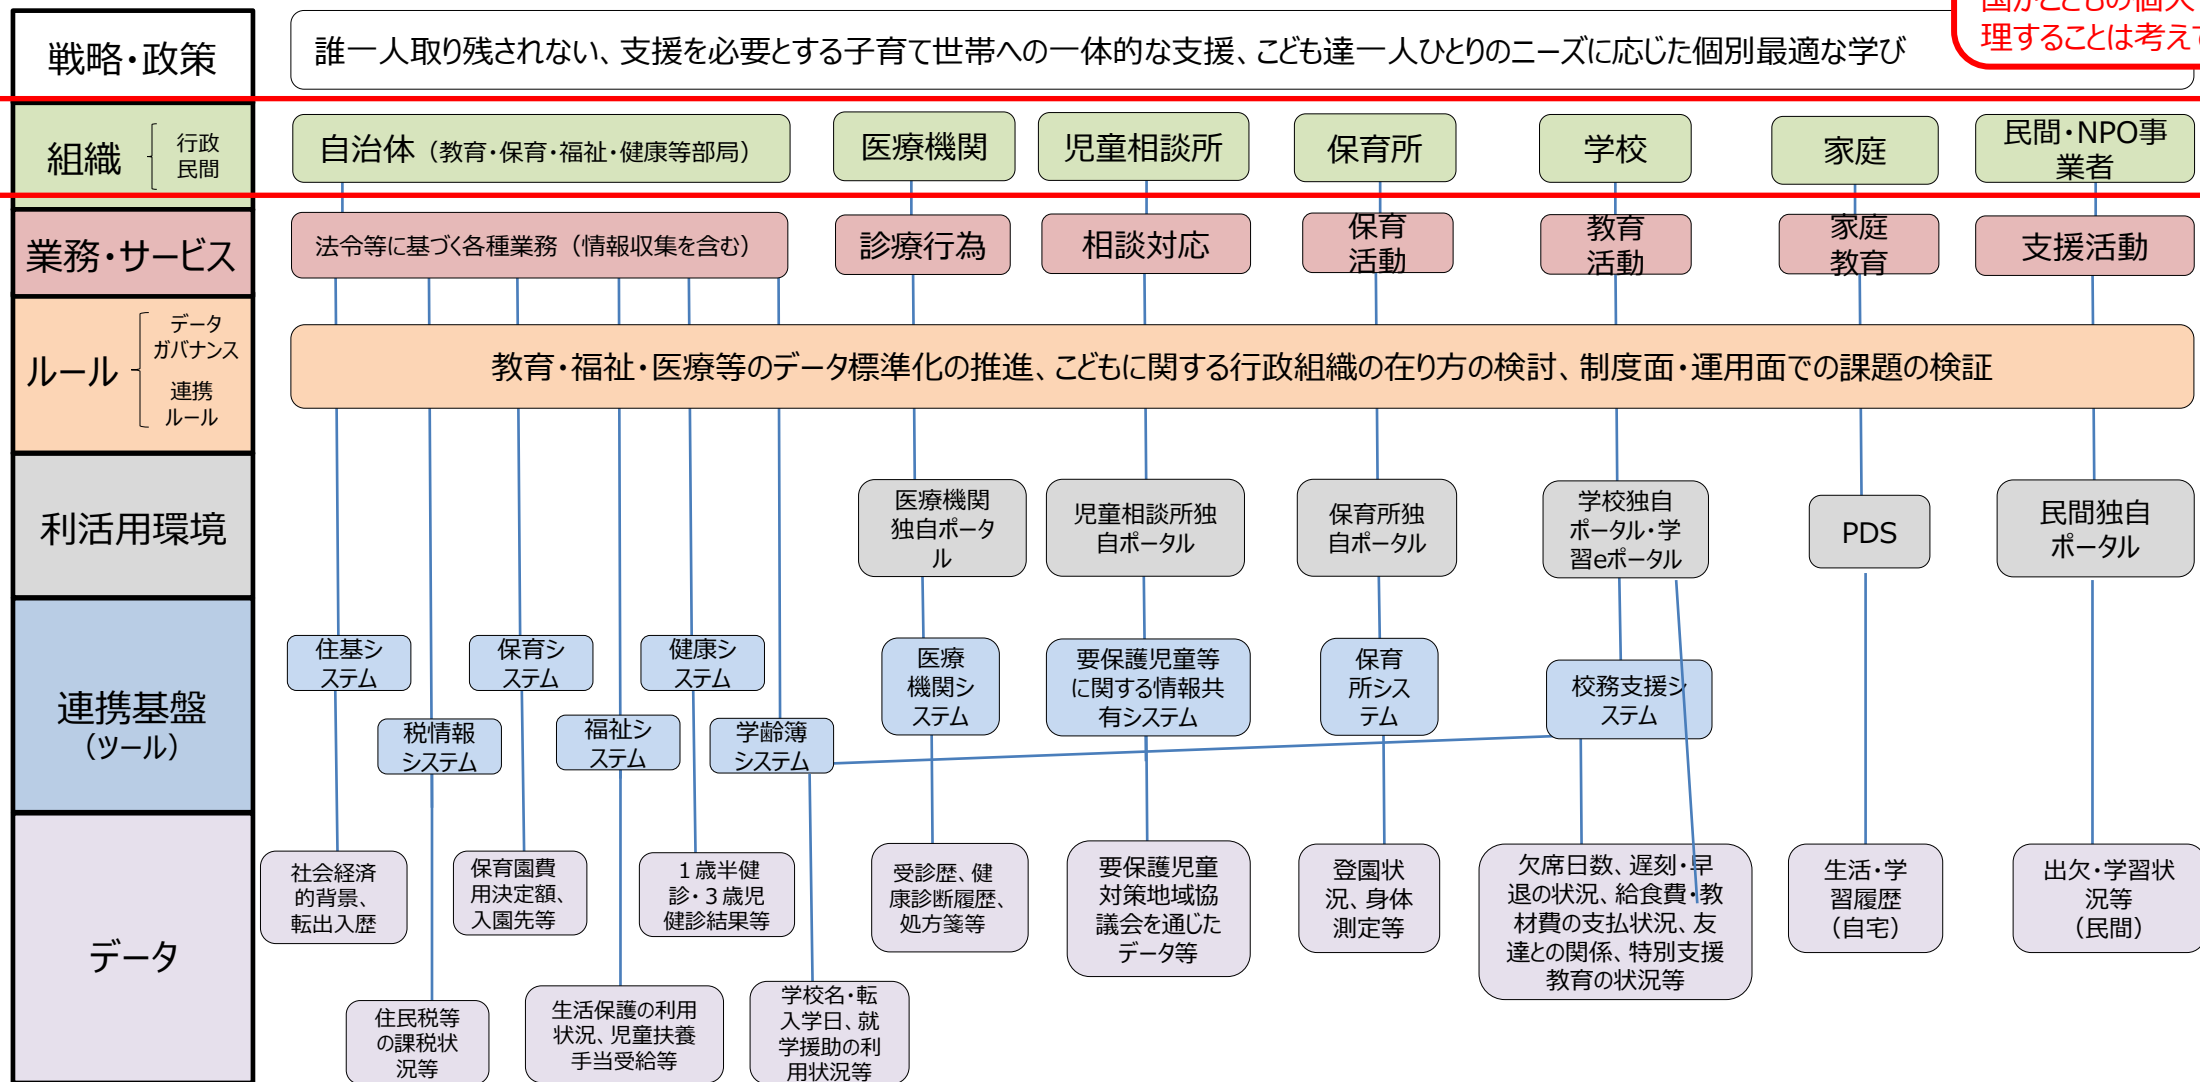 国がこどもの個人
理することは考えて
戦略・政策
誰一人取り残されない、支援を必要とする子育て世帯への一体的な支援、こども達一人ひとりのニーズに応じた個別最適な学び
組織
行政
民間
自治体（教育・保育・福祉・健康等部局）
医療機関
児童相談所
保育所
学校
家庭
民間・NPO事
業者
業務・サービス
法令等に基づく各種業務（情報収集を含む）
診療行為
相談対応
保育
活動
教育
活動
家庭
教育
支援活動
ルール
データ
ガバナンス
連携
ルール
教育・福祉・医療等のデータ標準化の推進、こどもに関する行政組織の在り方の検討、制度面・運用面での課題の検証
利活用環境
医療機関
独自ポータ
ル
児童相談所独
自ポータル
保育所独
自ポータル
学校独自
ポータル・学
習eポータル
PDS
民間独自
ポータル
連携基盤
（ツール）
住基シ
ステム
税情報
システム
保育シ
ステム
福祉シ
ステム
健康シ
ステム
学齢簿
システム
医療
機関シ
ステム
要保護児童等
に関する情報共
有システム
保育
所シス
テム
校務支援シ
ステム
データ
社会経済
的背景、
転出入歴
住民税等
の課税状
況等
保育園費
用決定額、
入園先等
生活保護の利用
状況、児童扶養
手当受給等
１歳半健
診・３歳児
健診結果等
学校名・転
入学日、就
学援助の利
用状況等
受診歴、健
康診断履歴、
処方箋等
要保護児童
対策地域協
議会を通じた
データ等
登園状
況、身体
測定等
欠席日数、遅刻・早
退の状況、給食費・教
材費の支払状況、友
達との関係、特別支援
教育の状況等
生活・学
習履歴
（自宅）
出欠・学習状
況等
（民間）